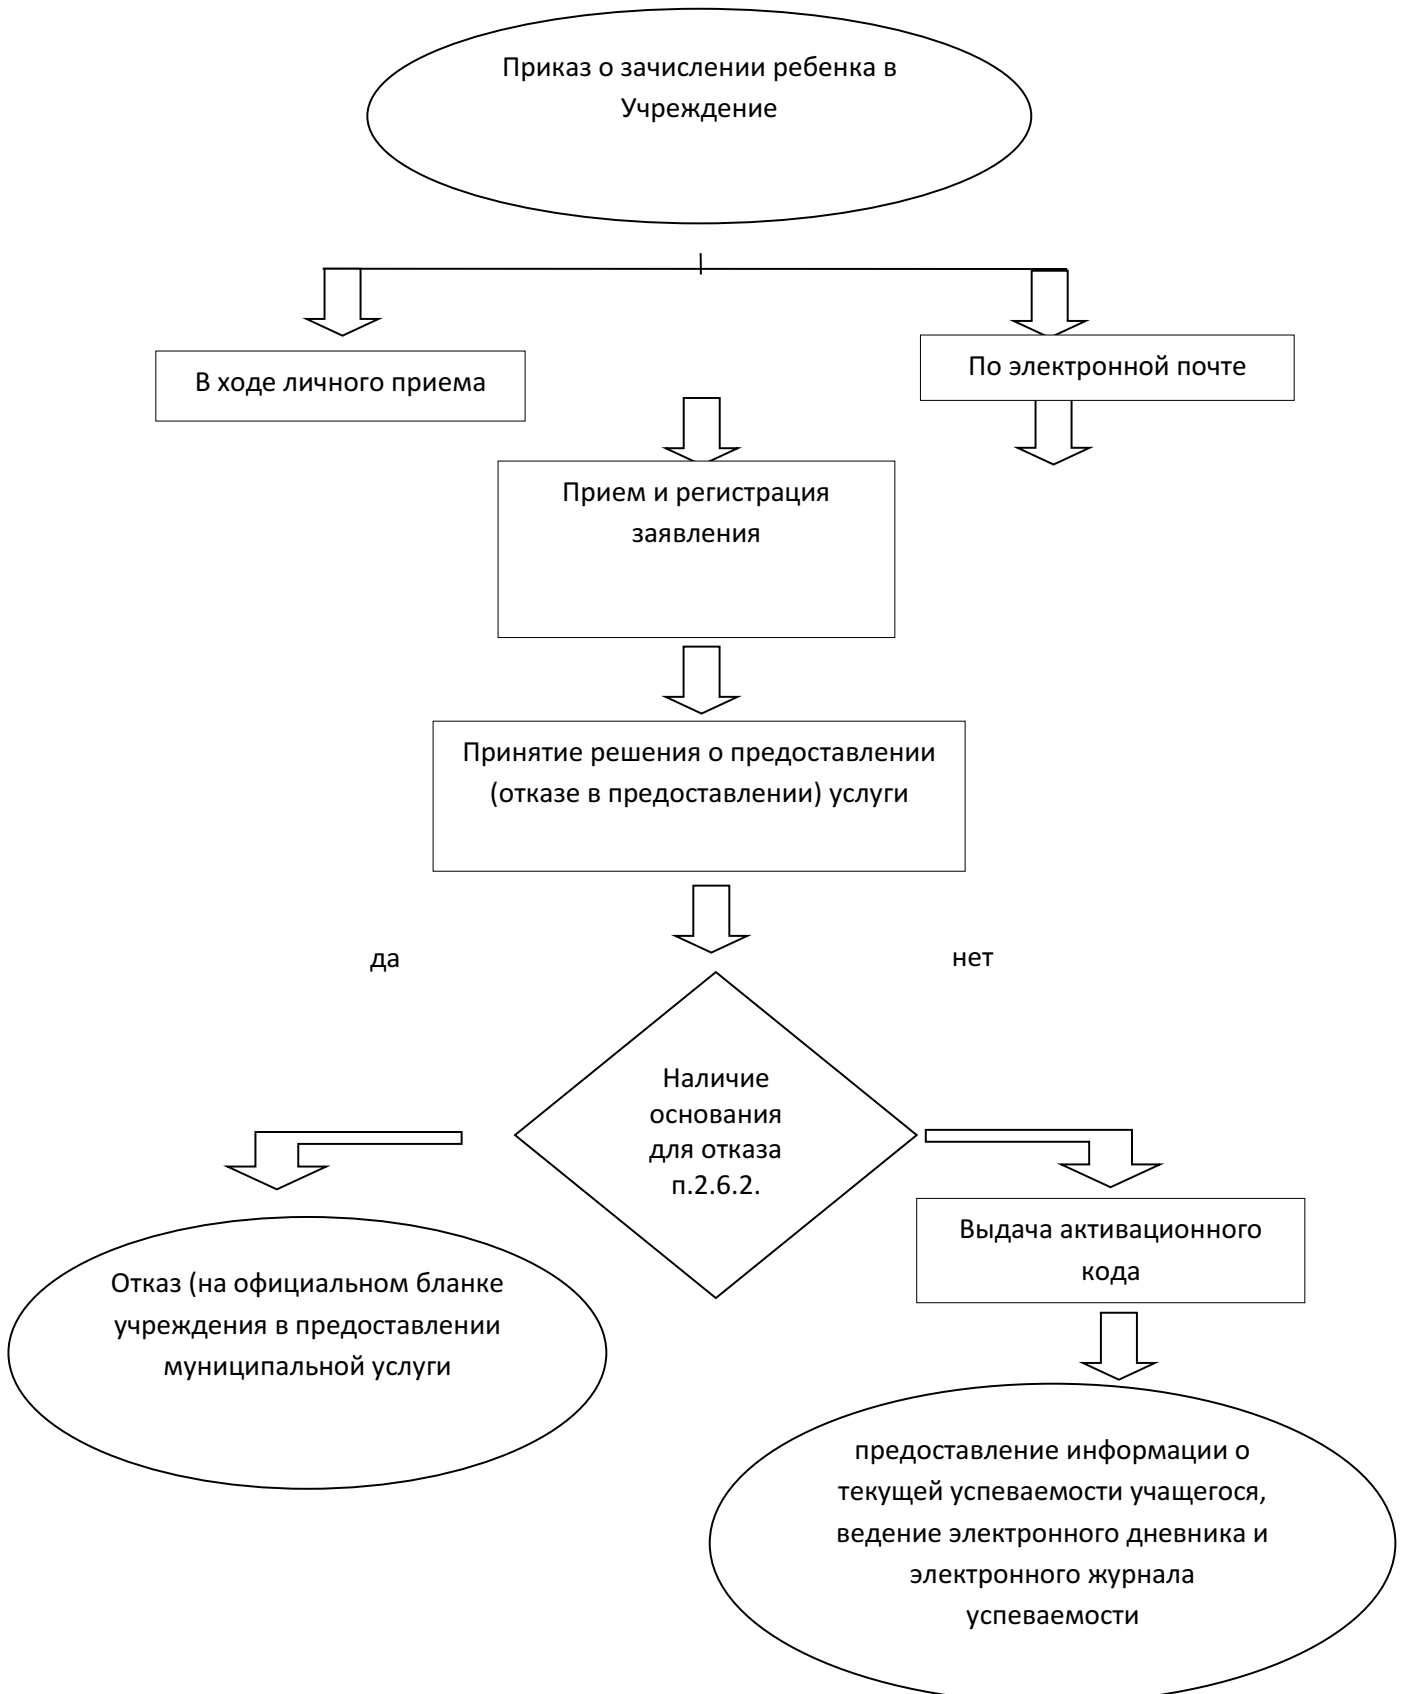 Приказ о зачислении ребенка в
Учреждение
В ходе личного приема
По электронной почте
Прием и регистрация
заявления
Принятие решения о предоставлении
(отказе в предоставлении) услуги
да
нет
Наличие
основания
для отказа
п.2.6.2.
Отказ (на официальном бланке
учреждения в предоставлении
муниципальной услуги
Выдача активационного
кода
предоставление информации о
текущей успеваемости учащегося,
ведение электронного дневника и
электронного журнала
успеваемости